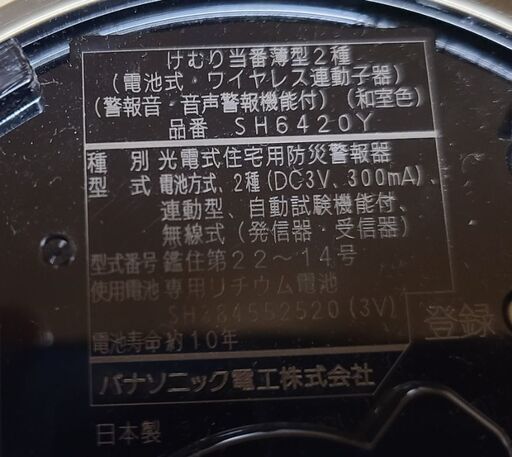 けむり当番薄型2種
(電池式・ワイヤレス連動子器)
(警報音・音声警報機能付)(和室色)
品番 SH6420Y
種別 光電式住宅用防災警報器
型式 電池方式、2種(DC3V、300mA)、
連動型、自動試験機能付、
無線式(発信器・受信器)
型式番号 鑑住第22～14号
使用電池 専用リチウム電池
SH384552520(3V)
電池寿命 約10年
登録
パナソニック電工株式会社
日本製